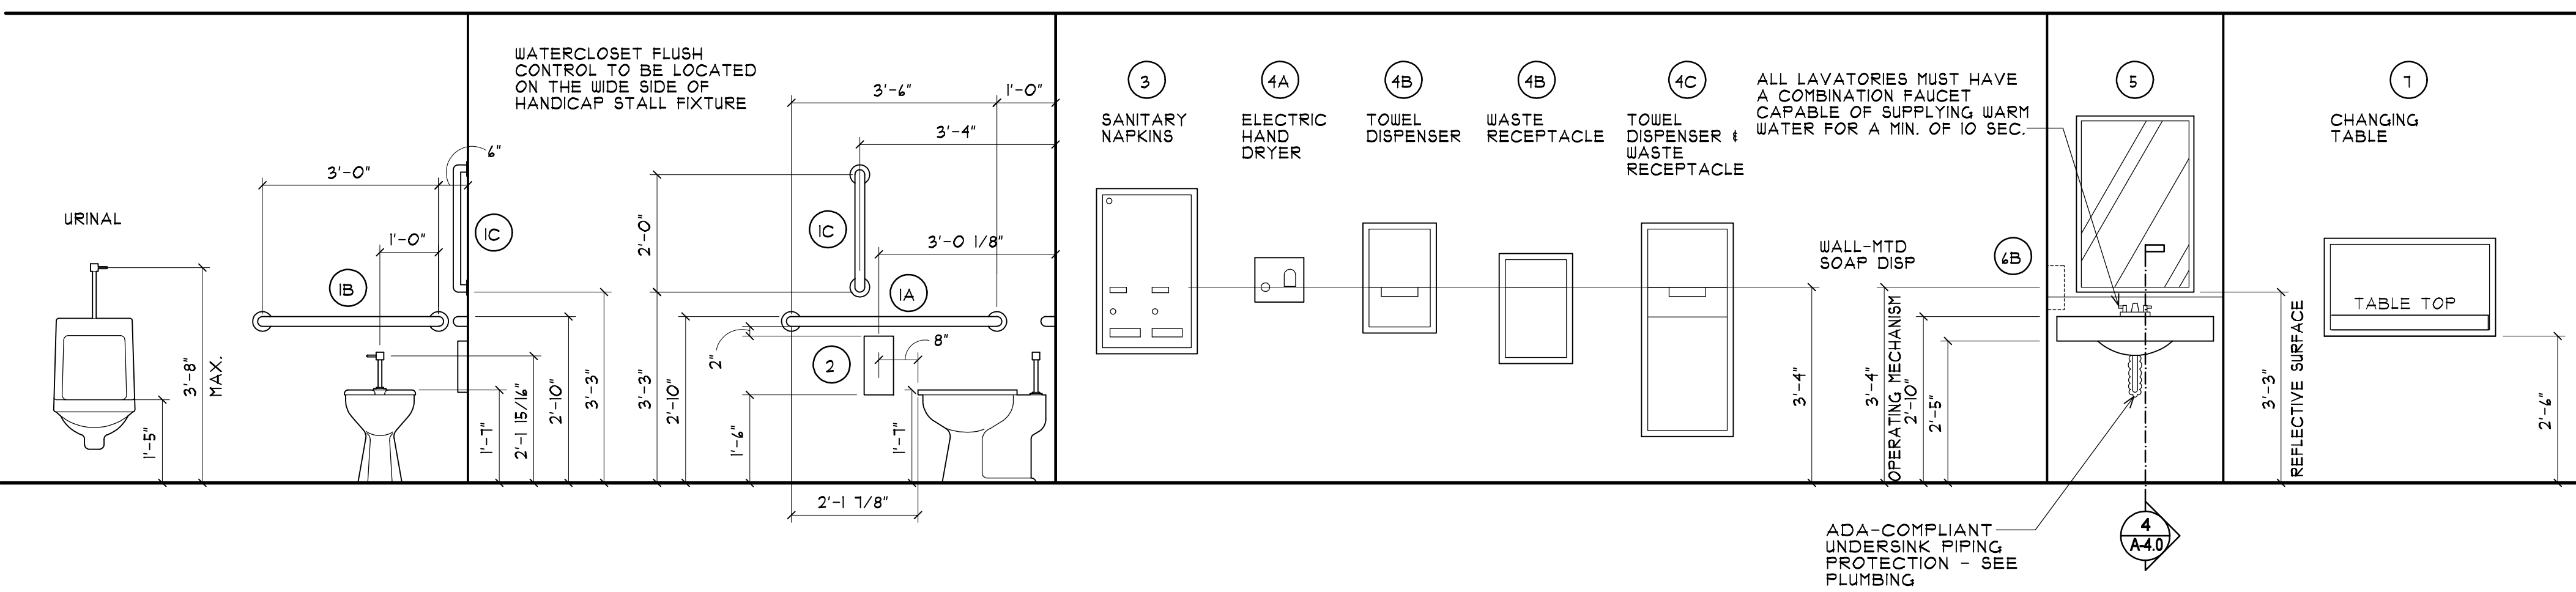 URINAL
3'-8"
MAX.
1'-5"
3'-0"
6"
1'-0"
1B
1C
1'-7"
2'-1 15/16"
2'-10"
3'-3"
WATERCLOSET FLUSH
CONTROL TO BE LOCATED
ON THE WIDE SIDE OF
HANDICAP STALL FIXTURE
3'-6"
1'-0"
3'-4"
2'-0"
1C
3'-0 1/8"
1A
2"
2
8"
3'-3"
2'-10"
1'-6"
1'-7"
2'-1 7/8"
3
SANITARY
NAPKINS
4A
ELECTRIC
HAND
DRYER
4B
TOWEL
DISPENSER
4B
WASTE
RECEPTACLE
4C
TOWEL
DISPENSER &
WASTE
RECEPTACLE
3'-4"
ALL LAVATORIES MUST HAVE
A COMBINATION FAUCET
CAPABLE OF SUPPLYING WARM
WATER FOR A MIN. OF 10 SEC.
WALL-MTD
SOAP DISP
6B
3'-4"
OPERATING MECHANISM
2'-10"
2'-5"
5
ADA-COMPLIANT
UNDERSINK PIPING
PROTECTION - SEE
PLUMBING
4
A-4.0
3'-3"
REFLECTIVE SURFACE
7
CHANGING
TABLE
TABLE TOP
2'-6"